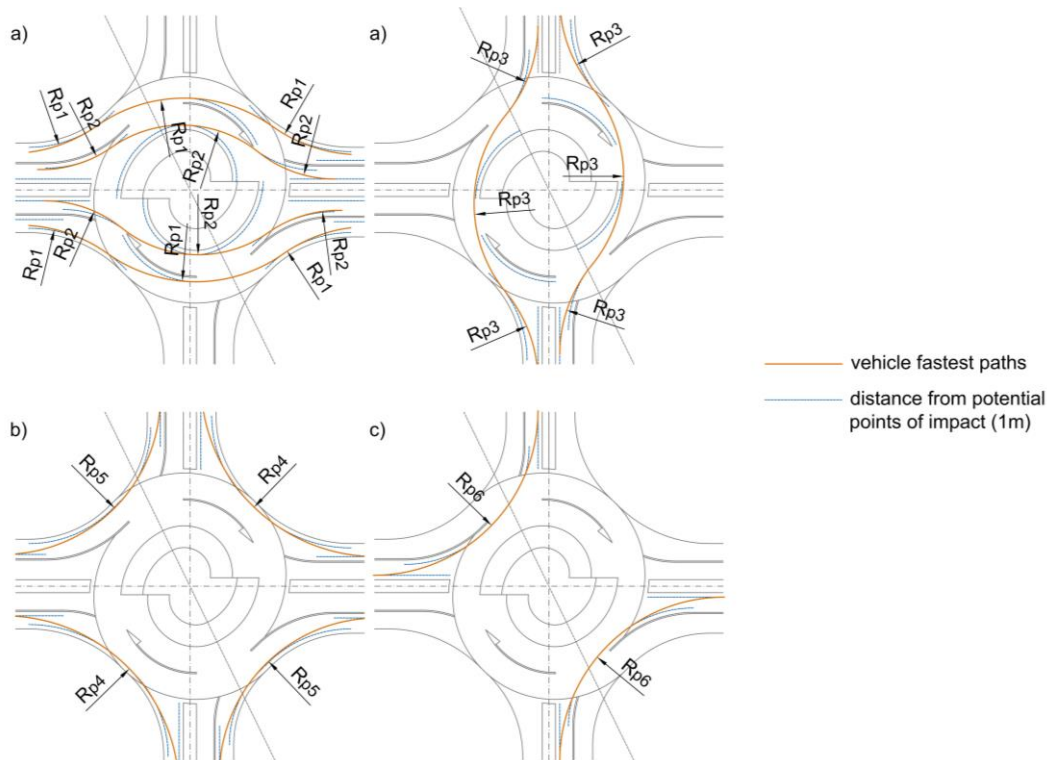 a)
Rp1
Rp2
Rp1
Rp2
Rp1
Rp2
Rp1
Rp2
Rp2
Rp1
Rp2
Rp1
a)
Rp3
Rp3
Rp3
Rp3
Rp3
Rp3
vehicle fastest paths
distance from potential
points of impact (1m)
b)
Rp5
Rp4
Rp4
Rp5
c)
Rp6
Rp6